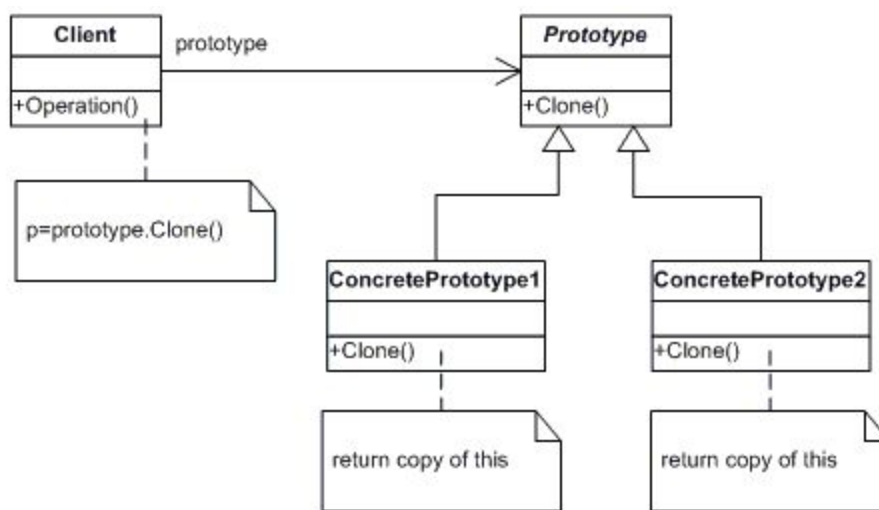 Client
prototype
Prototype
+Operation()
+Clone()
p=prototype.Clone()
ConcretePrototype1
ConcretePrototype2
+Clone()
+Clone()
return copy of this
return copy of this